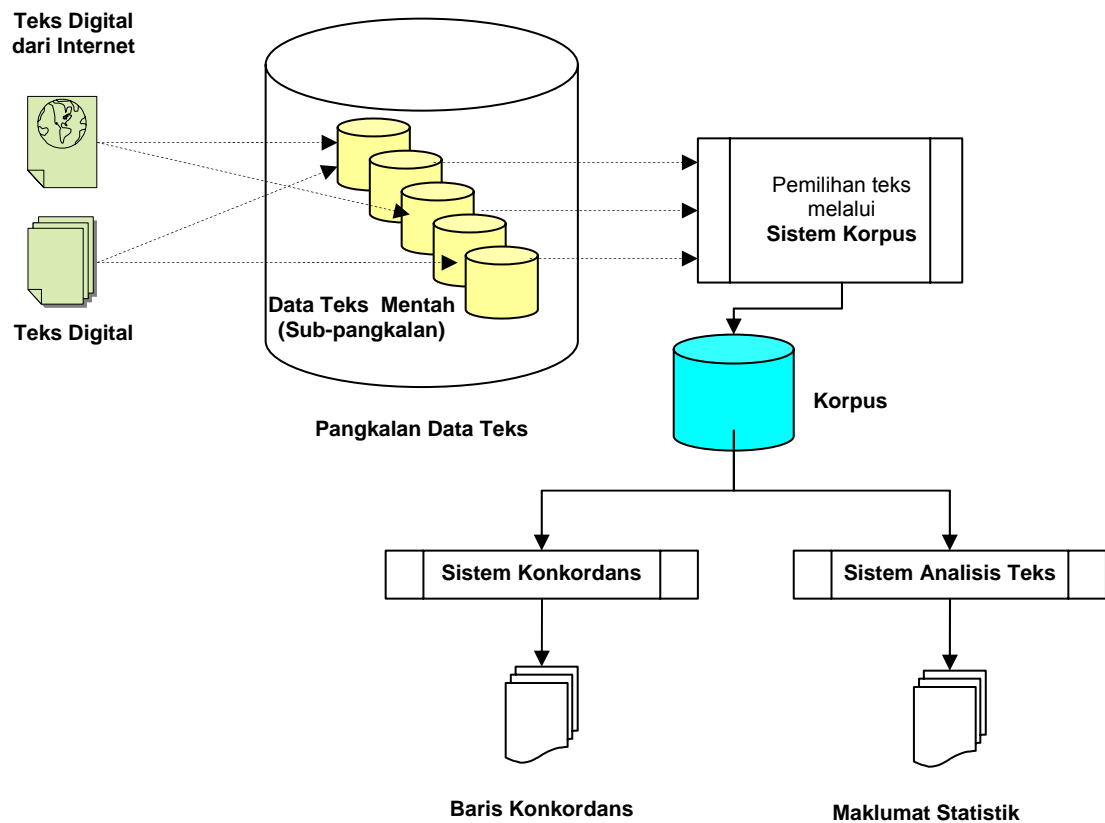 Teks Digital
dari Internet
Teks Digital
Data Teks Mentah
(Sub-pangkalan)
Pangkalan Data Teks
Pemilihan teks
melalui
Sistem Korpus
Korpus
Sistem Konkordans
Sistem Analisis Teks
Baris Konkordans
Maklumat Statistik